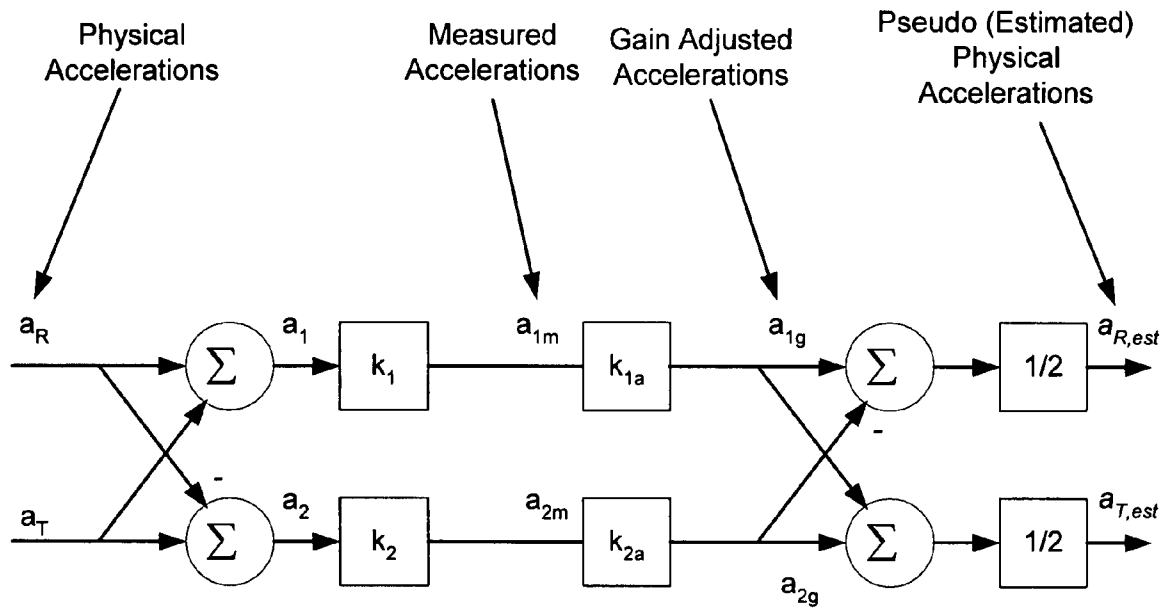 Physical
Accelerations
Measured
Accelerations
Gain Adjusted
Accelerations
Pseudo (Estimated)
Physical
Accelerations
a_R
Σ
a_1
k_1
a_1m
k_1a
a_1g
Σ
1/2
a_R,est
-
-
a_T
Σ
a_2
k_2
a_2m
k_2a
a_2g
Σ
1/2
a_T,est